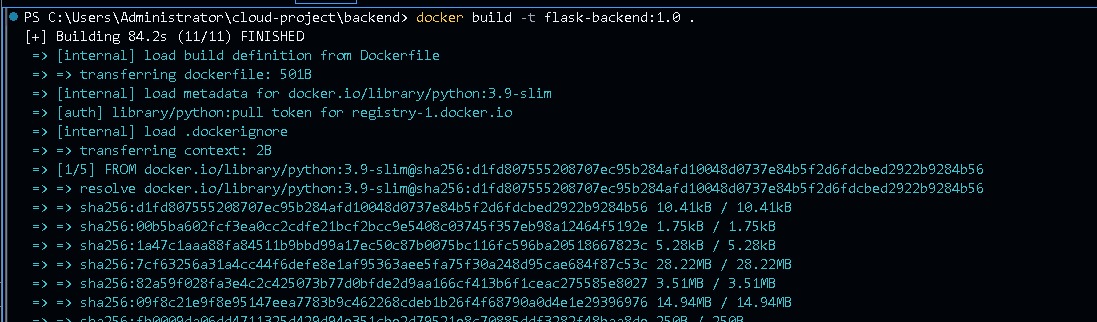 PS C:\Users\Administrator\cloud-project\backend> docker build -t flask-backend:1.0 .
[+] Building 84.2s (11/11) FINISHED
=> [internal] load build definition from Dockerfile
=> => transferring dockerfile: 501B
=> [internal] load metadata for docker.io/library/python:3.9-slim
=> [auth] library/python:pull token for registry-1.docker.io
=> [internal] load .dockerignore
=> => transferring context: 2B
=> [1/5] FROM docker.io/library/python:3.9-slim@sha256:d1fd807555208707ec95b284afd10048d0737e84b5f2d6fdcbed2922b9284b56
=> => resolve docker.io/library/python:3.9-slim@sha256:d1fd807555208707ec95b284afd10048d0737e84b5f2d6fdcbed2922b9284b56
=> => sha256:d1fd807555208707ec95b284afd10048d0737e84b5f2d6fdcbed2922b9284b56 10.41kB / 10.41kB
=> => sha256:00b5ba602fcf3ea0cc2cdfe21bcf2bcc9e5408c03745f357eb98a12464f5192e 1.75kB / 1.75kB
=> => sha256:1a47c1aaa88fa84511b9bbd99a17ec50c87b0075bc116fc596ba20518667823c 5.28kB / 5.28kB
=> => sha256:7cf63256a31a4cc44f6defe8e1af95363aee5fa75f30a248d95cae684f87c53c 28.22MB / 28.22MB
=> => sha256:82a59f028fa3e4c2c425073b77d0bfde2d9aa166cf413b6f1ceac275585e8027 3.51MB / 3.51MB
=> => sha256:09f8c21e9f8e95147eea7783b9c462268cdeb1b26f4f68790a0d4e1e29396976 14.94MB / 14.94MB
=> => 250B / 250B